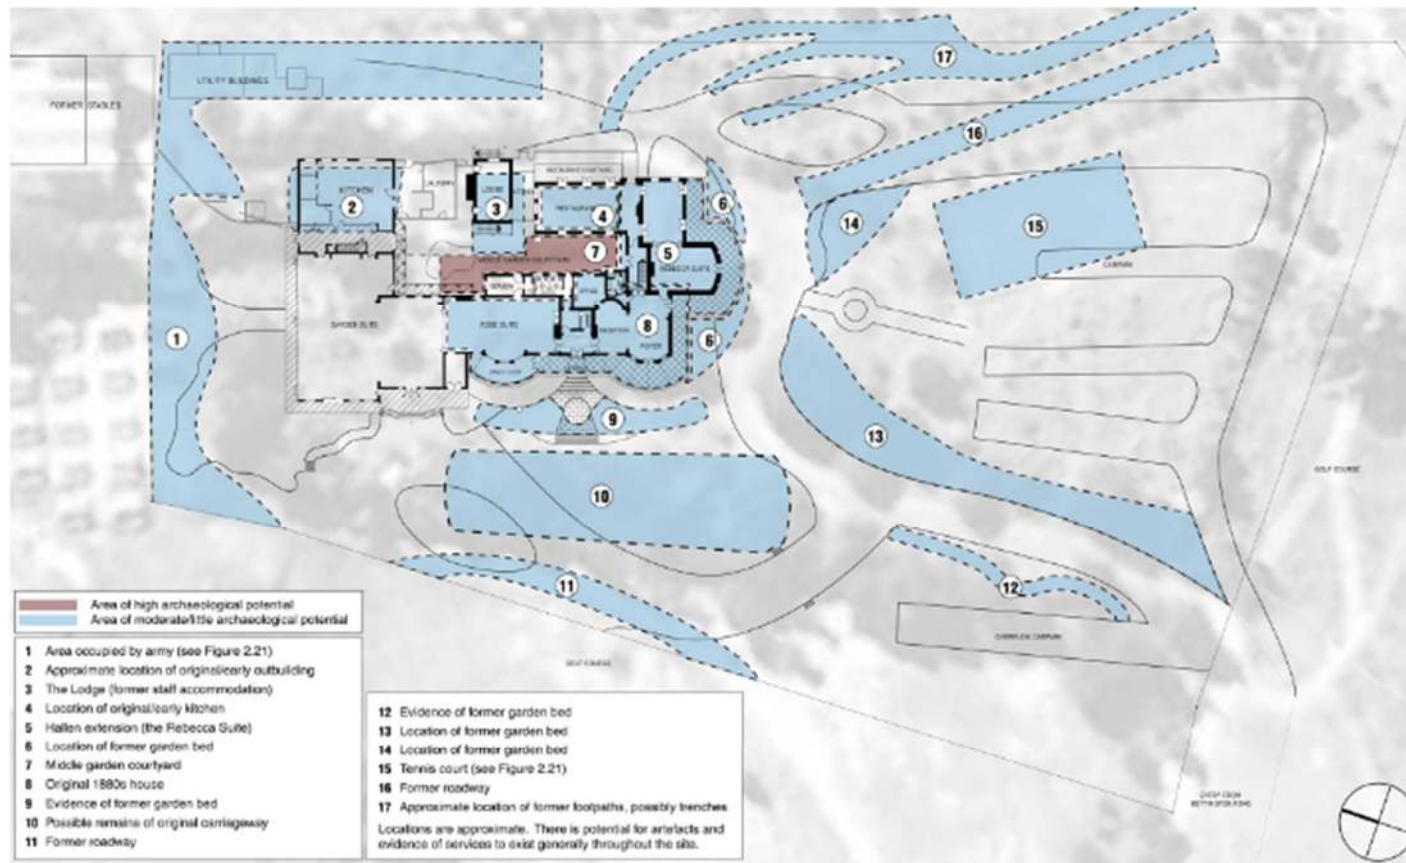 UTILITY BUILDINGS
FORMER STABLES
17
16
KITCHEN
2
LAUNDRY
LODGE
3
RESTAURANT
4
6
14
15
CARPARK
7
MIDDLE GARDEN COURTYARD
5
REBECCA SUITE
1
GARDEN SUITE
ROSE SUITE
RECEPTION
8
FOYER
6
9
13
GOLF COURSE
10
11
12
OVERFLOW CARPARK
GOLF COURSE
Area of high archaeological potential
Area of moderate/little archaeological potential
1 Area occupied by army (see Figure 2.21)
2 Approximate location of original/early outbuilding
3 The Lodge (former staff accommodation)
4 Location of original/early kitchen
5 Hallen extension (the Rebecca Suite)
6 Location of former garden bed
7 Middle garden courtyard
8 Original 1880s house
9 Evidence of former garden bed
10 Possible remains of original carriageway
11 Former roadway
12 Evidence of former garden bed
13 Location of former garden bed
14 Location of former garden bed
15 Tennis court (see Figure 2.21)
16 Former roadway
17 Approximate location of former footpaths, possibly trenches
Locations are approximate. There is potential for artefacts and
evidence of services to exist generally throughout the site.
ENTRY FROM
ROAD